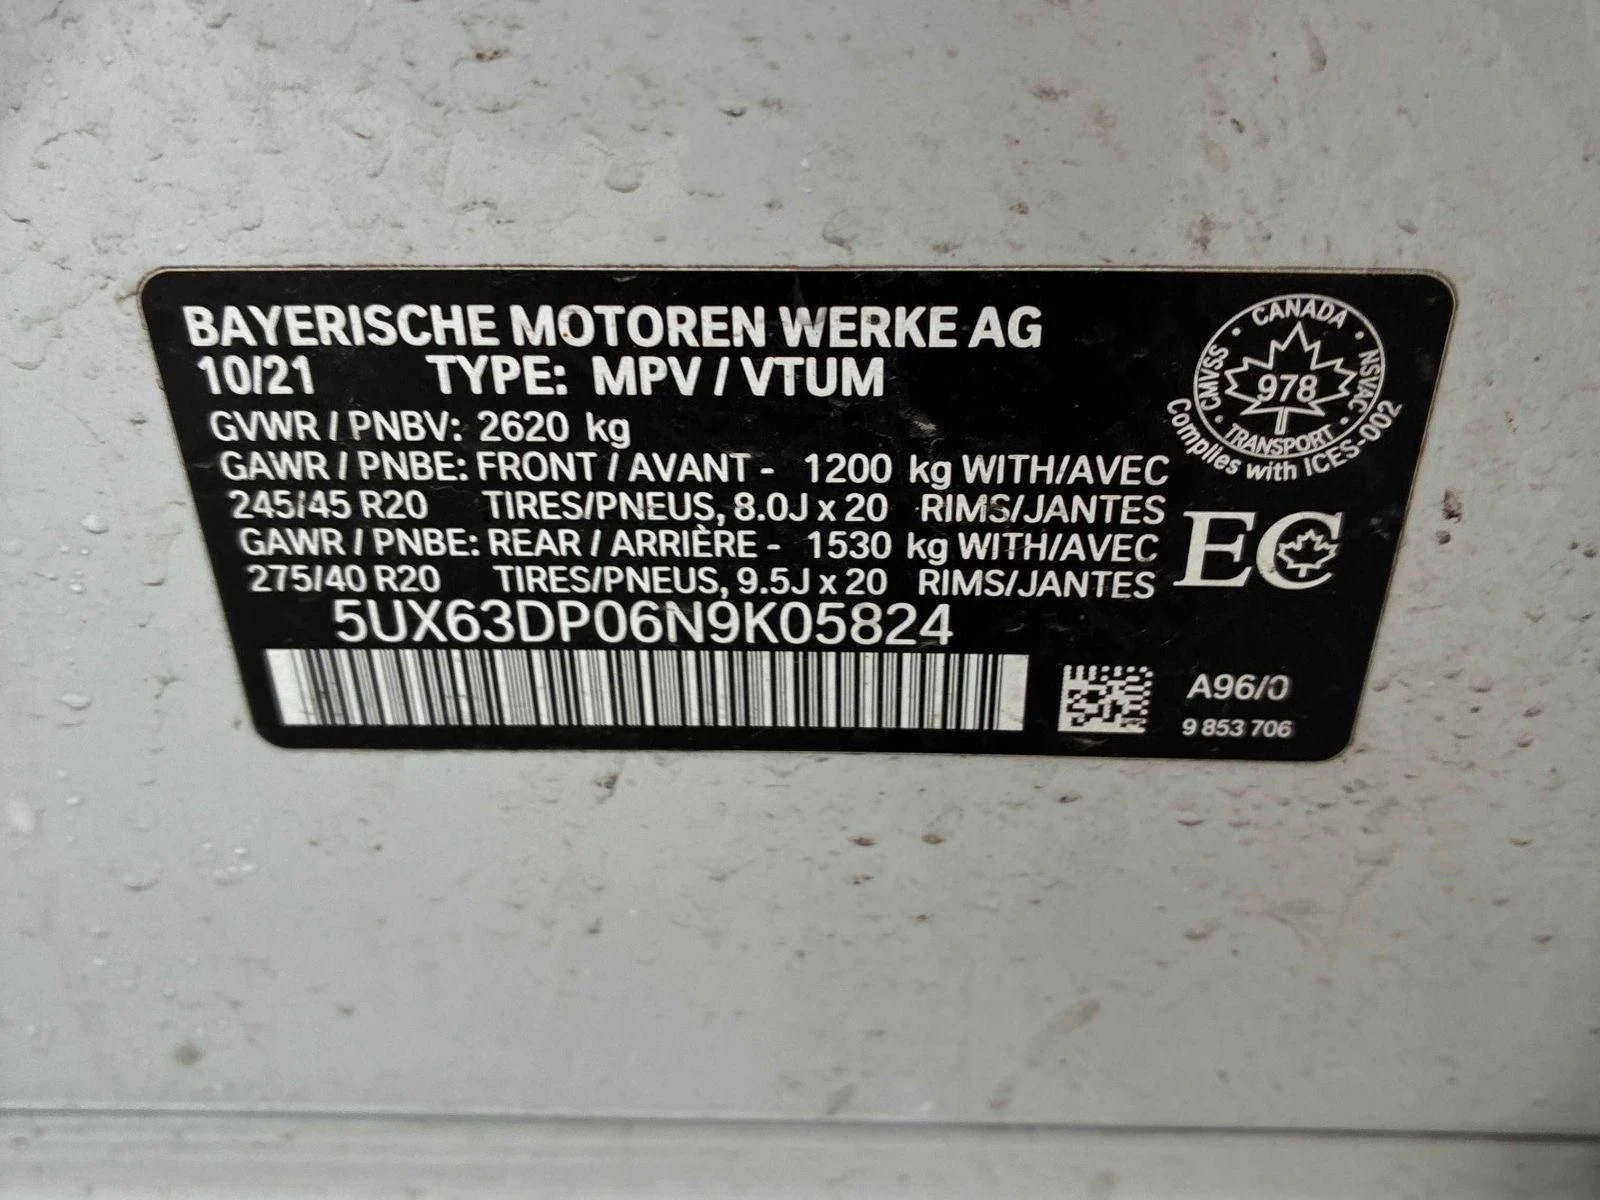 BAYERISCHE MOTOREN WERKE AG
10/21 TYPE: MPV / VTUM
GVWR / PNBV: 2620 kg
GAWR / PNBE: FRONT / AVANT - 1200 kg WITH/AVEC
245/45 R20 TIRES/PNEUS, 8.0J x 20 RIMS/JANTES
GAWR / PNBE: REAR / ARRIÈRE - 1530 kg WITH/AVEC
275/40 R20 TIRES/PNEUS, 9.5J x 20 RIMS/JANTES
5UX63DP06N9K05824
CANADA
CMVSS
978
NSVAC
TRANSPORT
Complies with ICES-002
EC
A96/0
9 853 706